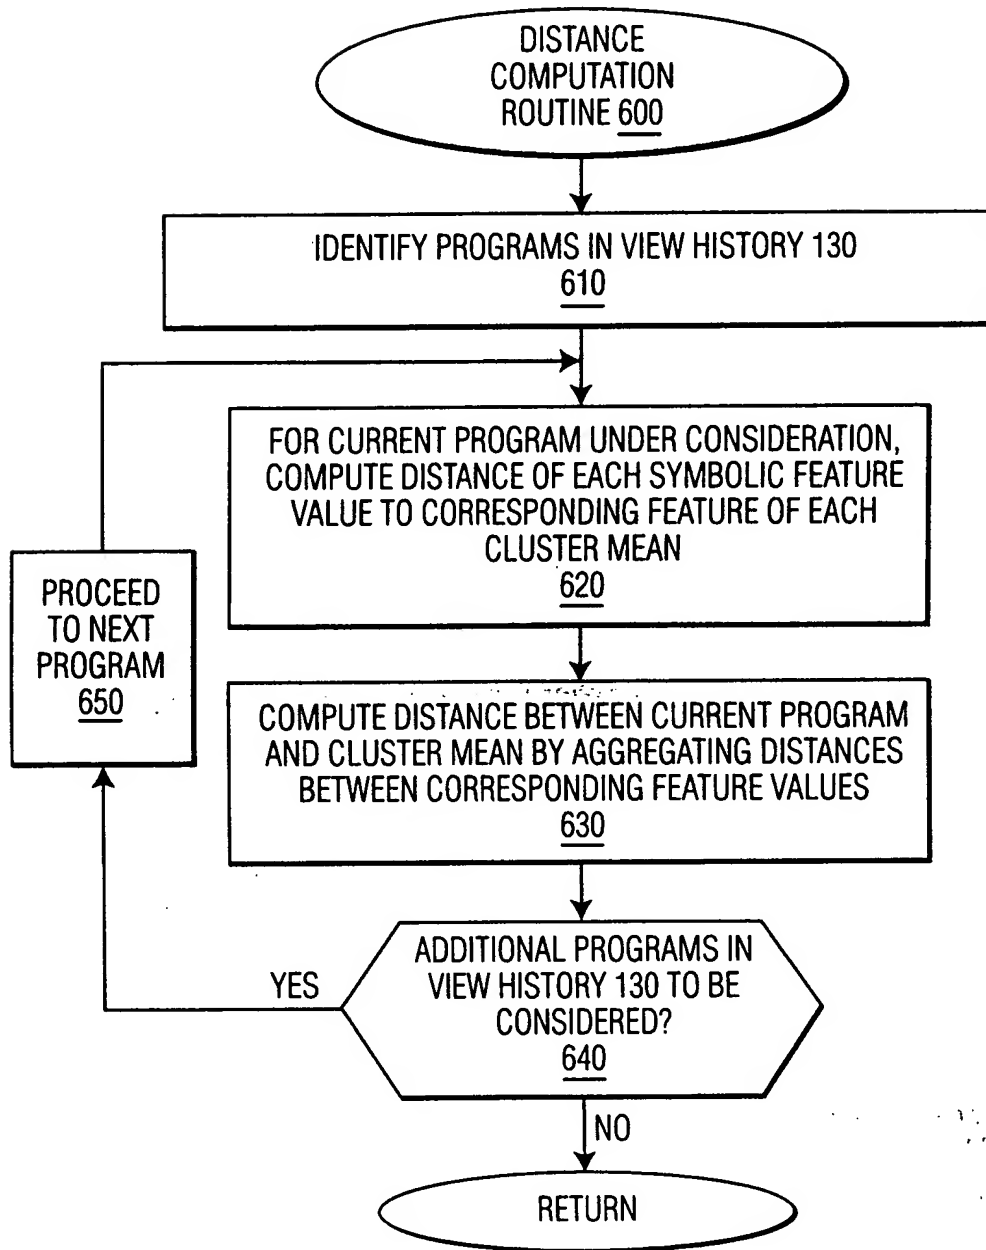 DISTANCE
COMPUTATION
ROUTINE 600
IDENTIFY PROGRAMS IN VIEW HISTORY 130
610
FOR CURRENT PROGRAM UNDER CONSIDERATION,
COMPUTE DISTANCE OF EACH SYMBOLIC FEATURE
VALUE TO CORRESPONDING FEATURE OF EACH
CLUSTER MEAN
620
PROCEED
TO NEXT
PROGRAM
650
COMPUTE DISTANCE BETWEEN CURRENT PROGRAM
AND CLUSTER MEAN BY AGGREGATING DISTANCES
BETWEEN CORRESPONDING FEATURE VALUES
630
YES
ADDITIONAL PROGRAMS IN
VIEW HISTORY 130 TO BE
CONSIDERED?
640
NO
RETURN